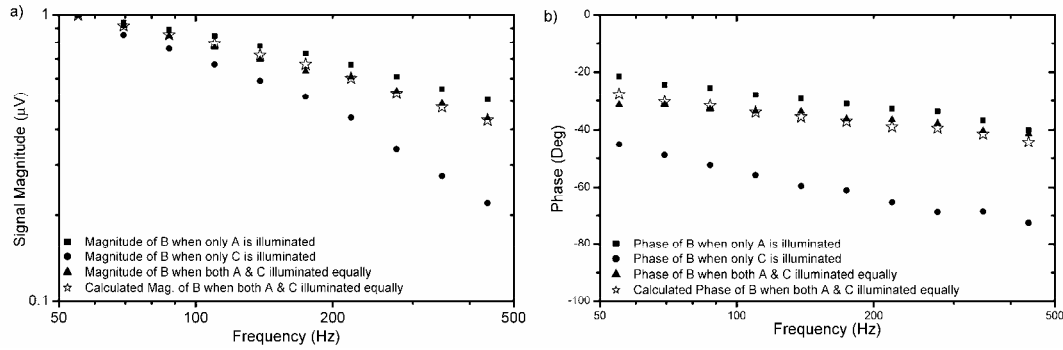 a)
1
Signal Magnitude (µV)
0.1
50
100
200
500
Frequency (Hz)
■ Magnitude of B when only A is illuminated
● Magnitude of B when only C is illuminated
▲ Magnitude of B when both A & C illuminated equally
☆ Calculated Mag. of B when both A & C illuminated equally
b)
0
-20
-40
-60
-80
-100
Phase (Deg)
50
100
200
500
Frequency (Hz)
■ Phase of B when only A is illuminated
● Phase of B when only C is illuminated
▲ Phase of B when both A & C illuminated equally
☆ Calculated Phase of B when both A & C illuminated equally